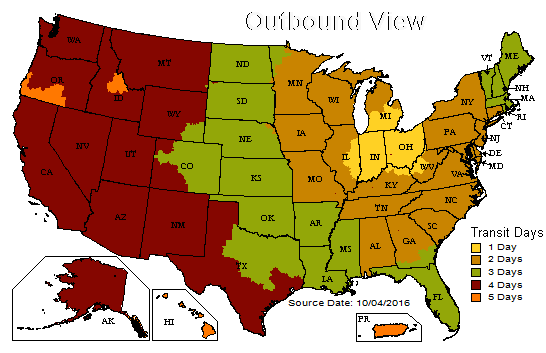 Outbound View
WA
MT
ND
MN
ME
VT
OR
ID
SD
WI
MI
NY
NH
MA
WY
IA
PA
RI
CT
NV
UT
NE
IL
IN
OH
NJ
DE
MD
CA
CO
KS
MO
WV
VA
KY
AZ
NM
OK
AR
TN
NC
TX
MS
AL
GA
SC
LA
FL
Transit Days
1 Day
2 Days
3 Days
4 Days
5 Days
Source Date: 10/04/2016
AK
HI
PR